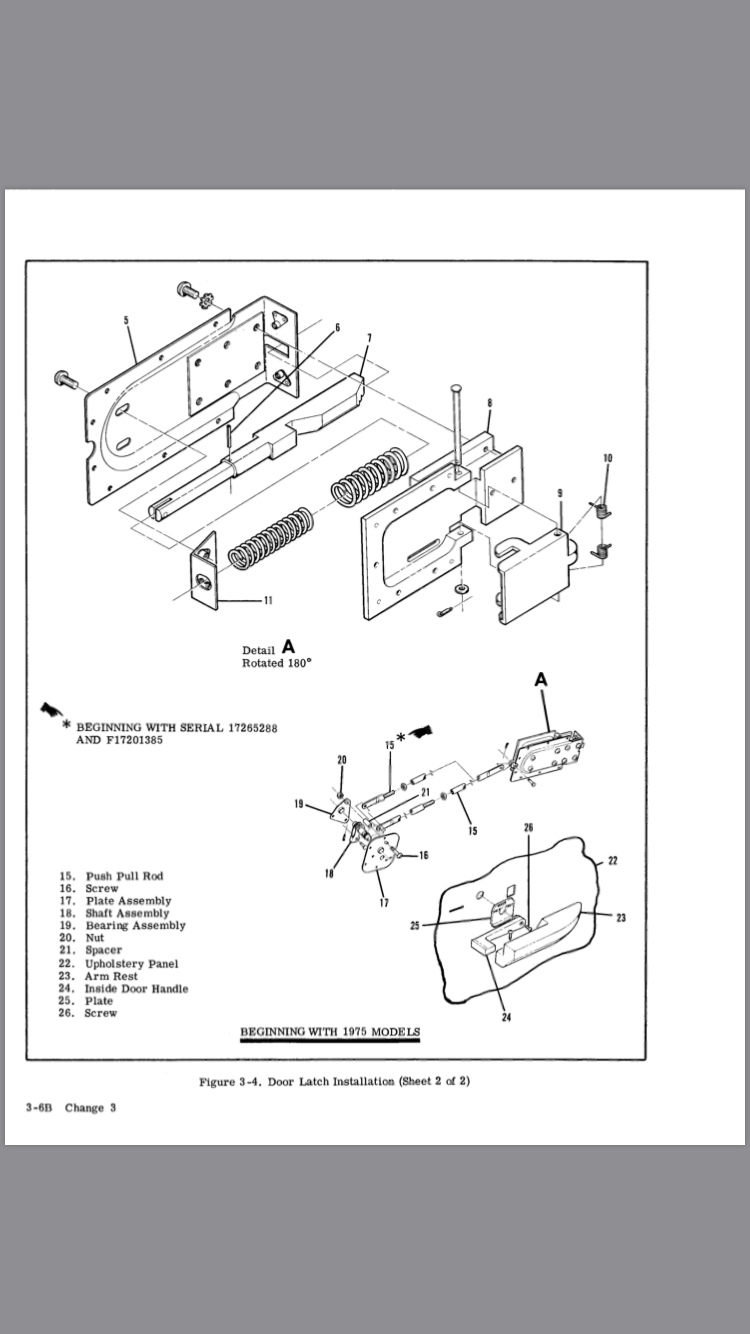 5
6
7
8
9
10
11
Detail A
Rotated 180°
A
* BEGINNING WITH SERIAL 17265288
AND F17201385
15 *
20
19
21
15
26
16
18
17
22
23
25
24
15. Push Pull Rod
16. Screw
17. Plate Assembly
18. Shaft Assembly
19. Bearing Assembly
20. Nut
21. Spacer
22. Upholstery Panel
23. Arm Rest
24. Inside Door Handle
25. Plate
26. Screw
BEGINNING WITH 1975 MODELS
Figure 3-4. Door Latch Installation (Sheet 2 of 2)
3-6B Change 3